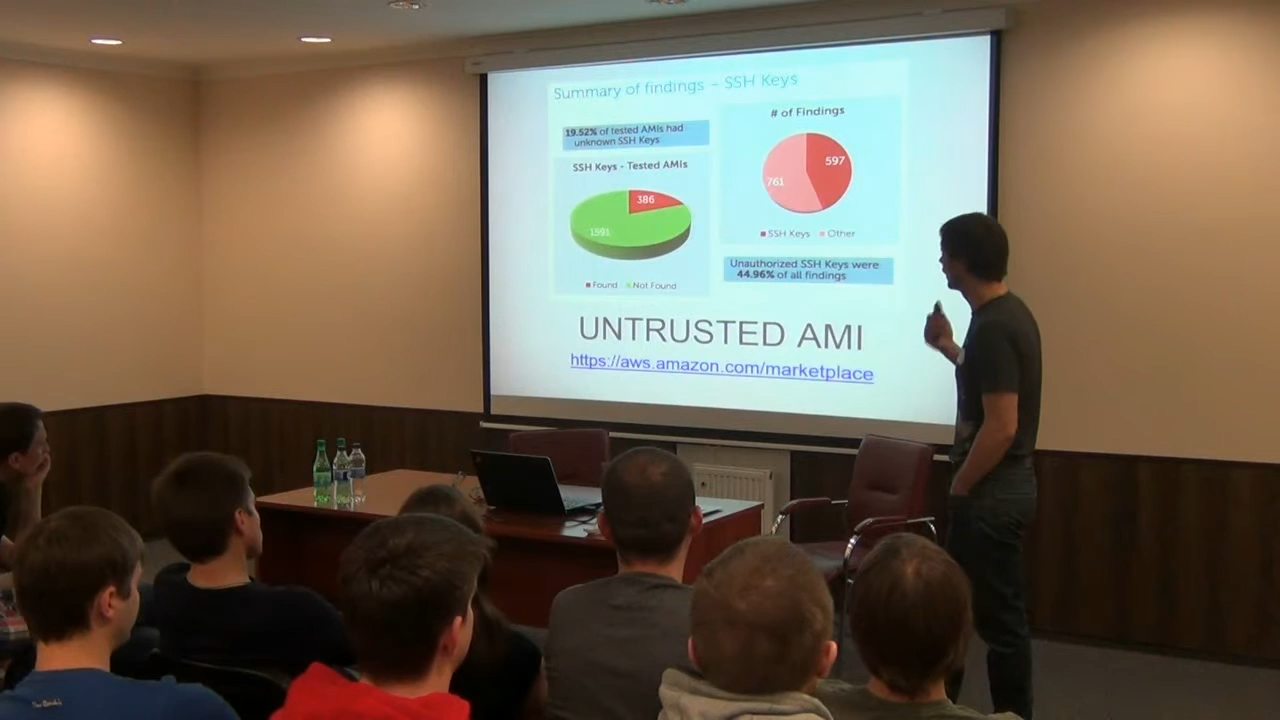 Summary of findings – SSH Keys
19.52% of tested AMIs had
unknown SSH Keys
SSH Keys - Tested AMIs
386
1591
Found
Not Found
# of Findings
597
761
SSH Keys
Other
Unauthorized SSH Keys were
44.96% of all findings
UNTRUSTED AMI
https://aws.amazon.com/marketplace